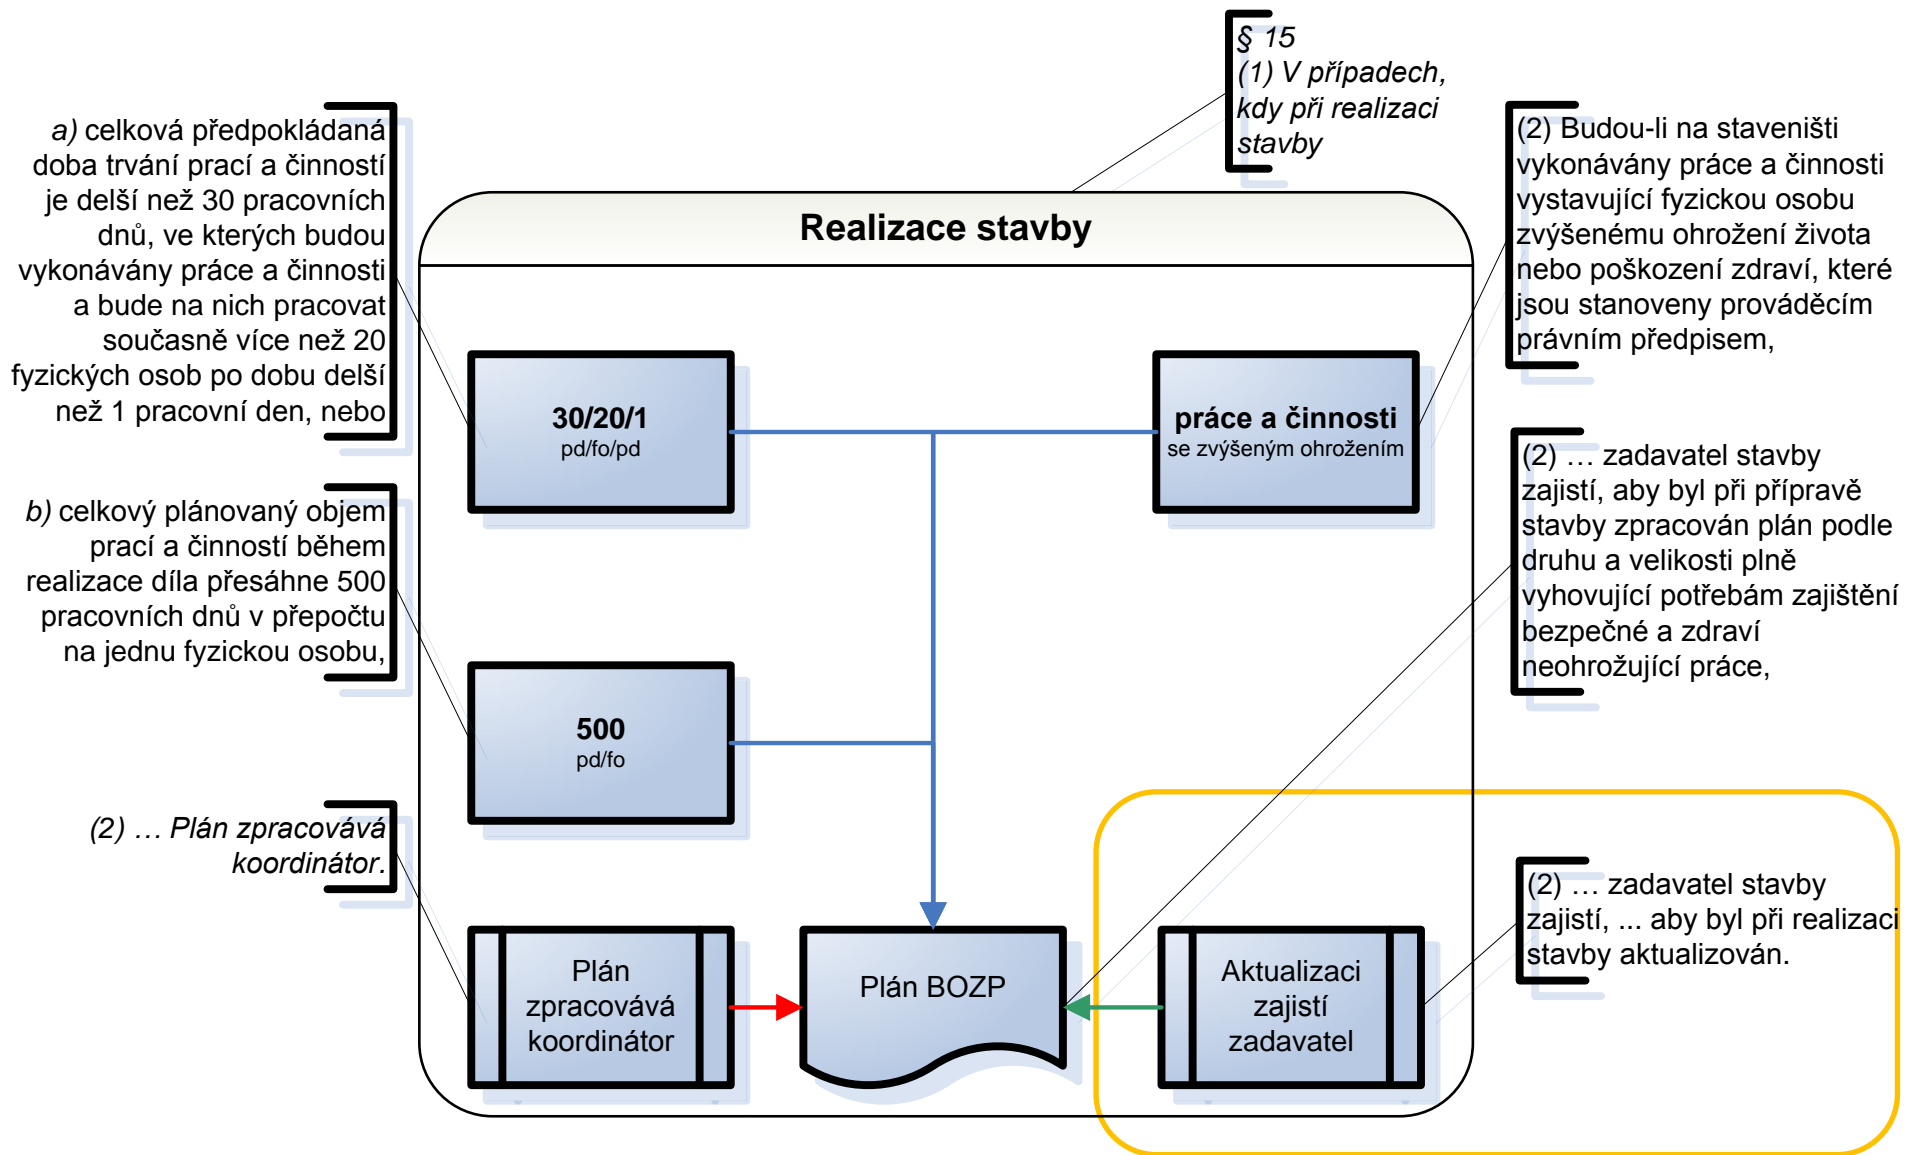 § 15
(1) V případech,
kdy při realizaci
stavby
a) celková předpokládaná
doba trvání prací a činností
je delší než 30 pracovních
dnů, ve kterých budou
vykonávány práce a činnosti
a bude na nich pracovat
současně více než 20
fyzických osob po dobu delší
než 1 pracovní den, nebo
(2) Budou-li na staveništi
vykonávány práce a činnosti
vystavující fyzickou osobu
zvýšenému ohrožení života
nebo poškození zdraví, které
jsou stanoveny prováděcím
právním předpisem,
Realizace stavby
30/20/1
pd/fo/pd
práce a činnosti
se zvýšeným ohrožením
b) celkový plánovaný objem
prací a činností během
realizace díla přesáhne 500
pracovních dnů v přepočtu
na jednu fyzickou osobu,
(2) … zadavatel stavby
zajistí, aby byl při přípravě
stavby zpracován plán podle
druhu a velikosti plně
vyhovující potřebám zajištění
bezpečné a zdraví
neohrožující práce,
500
pd/fo
(2) … Plán zpracovává
koordinátor.
(2) … zadavatel stavby
zajistí, ... aby byl při realizaci
stavby aktualizován.
Plán
zpracovává
koordinátor
Plán BOZP
Aktualizaci
zajistí
zadavatel